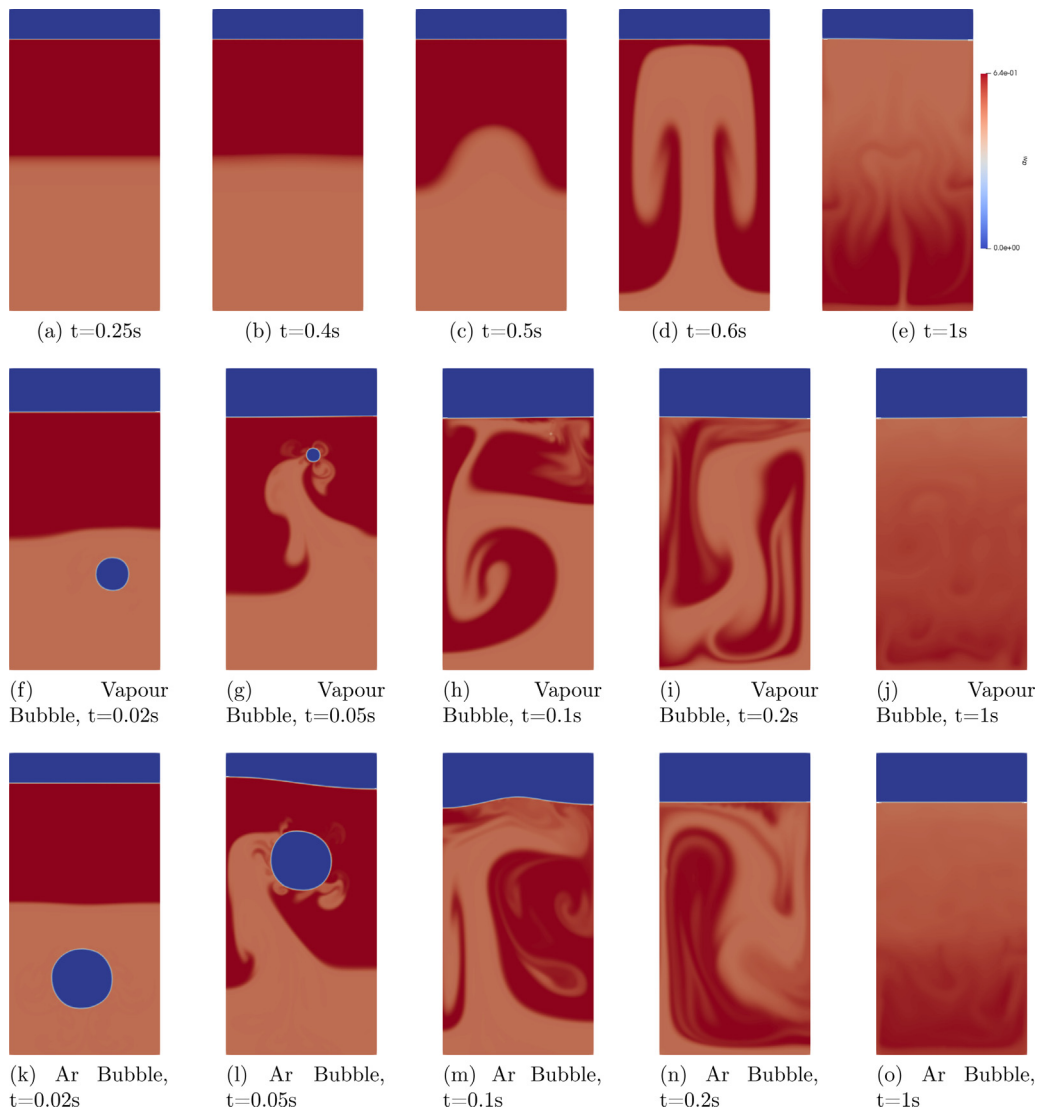 6.4e-01
0.0e+00
(a) t=0.25s
(b) t=0.4s
(c) t=0.5s
(d) t=0.6s
(e) t=1s
(f) Vapour
Bubble, t=0.02s
(g) Vapour
Bubble, t=0.05s
(h) Vapour
Bubble, t=0.1s
(i) Vapour
Bubble, t=0.2s
(j) Vapour
Bubble, t=1s
(k) Ar Bubble,
t=0.02s
(l) Ar Bubble,
t=0.05s
(m) Ar Bubble,
t=0.1s
(n) Ar Bubble,
t=0.2s
(o) Ar Bubble,
t=1s